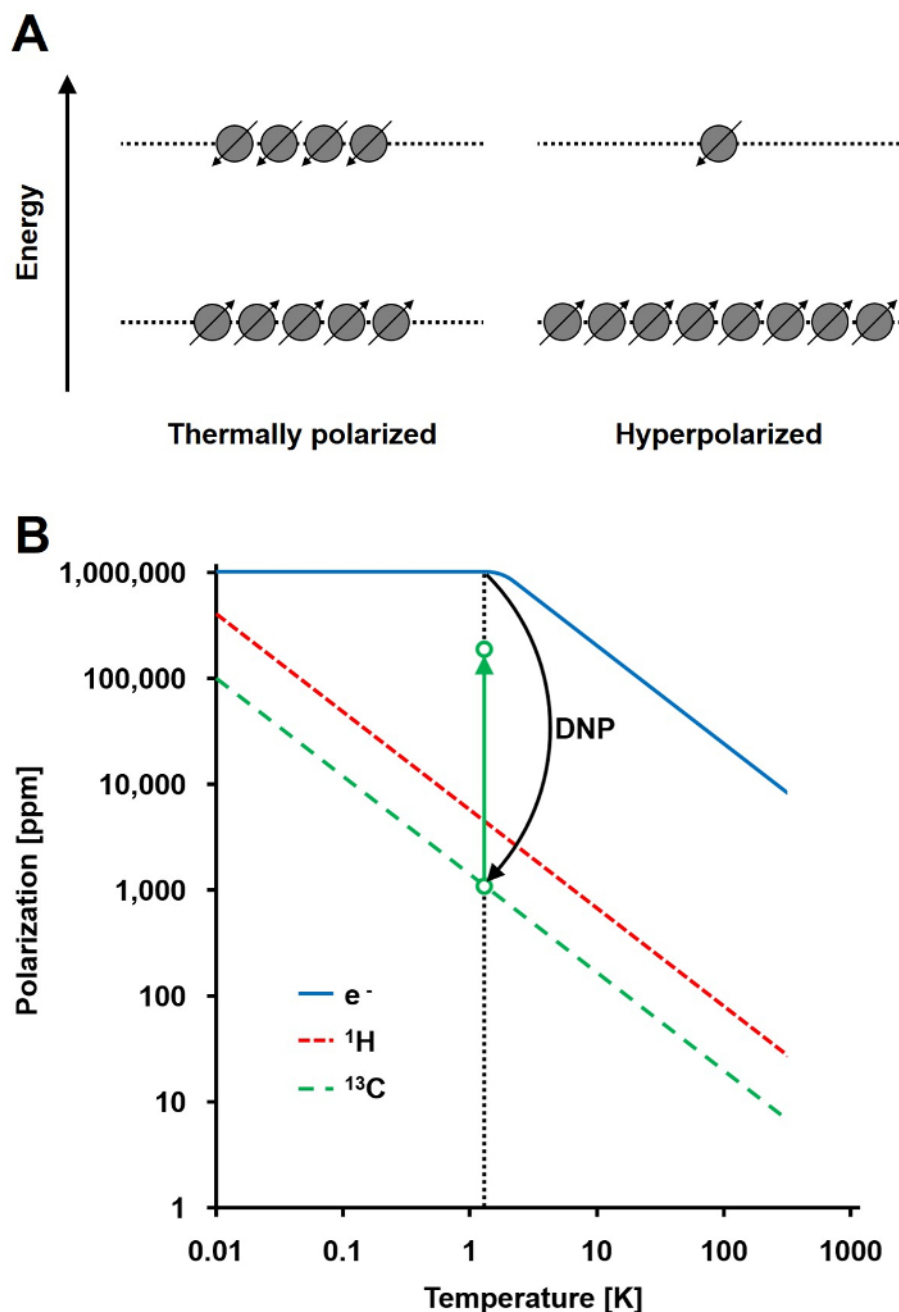 A
Energy
Thermally polarized
Hyperpolarized
B
1,000,000
100,000
10,000
1,000
100
10
1
Polarization [ppm]
DNP
e -
¹H
¹³C
0.01
0.1
1
10
100
1000
Temperature [K]